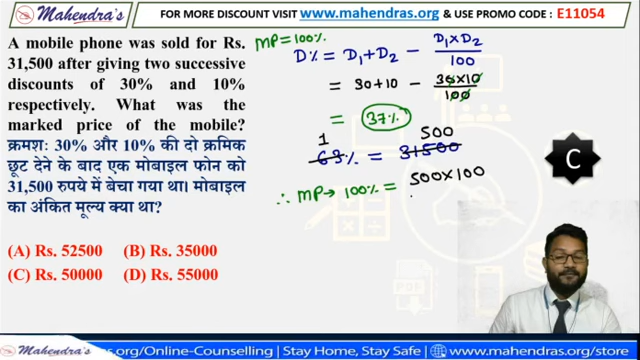 Mahendra's
FOR MORE DISCOUNT VISIT www.mahendras.org & USE PROMO CODE : E11054
A mobile phone was sold for Rs.
31,500 after giving two successive
discounts of 30% and 10%
respectively. What was the
marked price of the mobile?
क्रमशः 30% और 10% की दो क्रमिक
छूट देने के बाद एक मोबाइल फोन को
31,500 रुपये में बेचा गया था। मोबाइल
का अंकित मूल्य क्या था?
(A) Rs. 52500 (B) Rs. 35000
(C) Rs. 50000 (D) Rs. 55000
MP = 100%
D% = D₁ + D₂ − D₁×D₂/100
= 30+10 − 30×10/100
= 37%
1 500
63% = 31500
∴ MP → 100% = 500×100
C
PDF
Mahendra's
.org/Online-Counselling | Stay Home, Stay Safe | www.mahendras.org/store